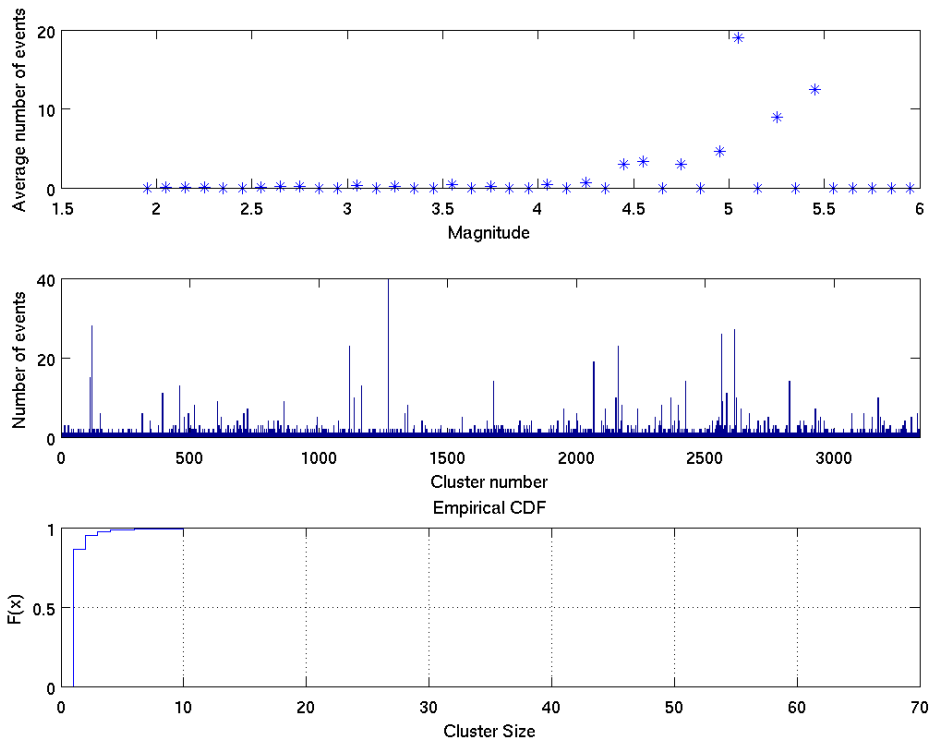 Average number of events
20
10
0
1.5 2 2.5 3 3.5 4 4.5 5 5.5 6
Magnitude
Number of events
40
20
0
0 500 1000 1500 2000 2500 3000
Cluster number
Empirical CDF
F(x)
1
0.5
0
0 10 20 30 40 50 60 70
Cluster Size